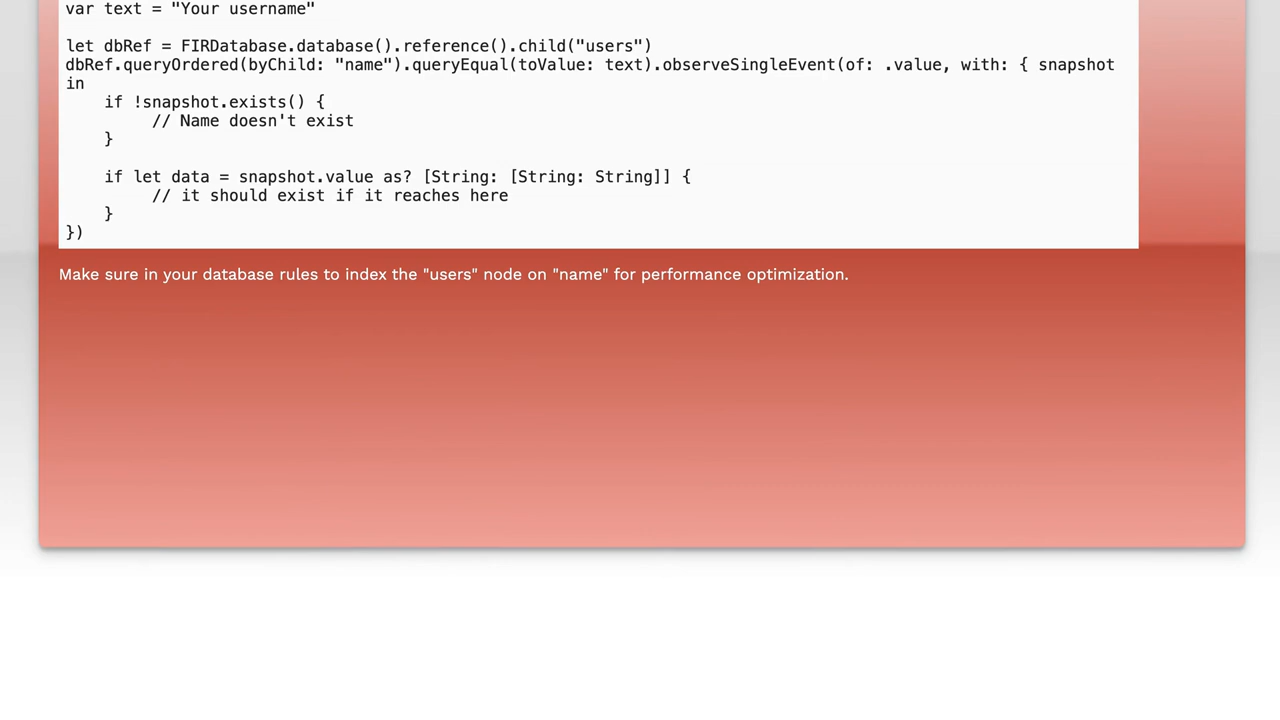 var text = "Your username"
let dbRef = FIRDatabase.database().reference().child("users")
dbRef.queryOrdered(byChild: "name").queryEqual(toValue: text).observeSingleEvent(of: .value, with: { snapshot
in
    if !snapshot.exists() {
         // Name doesn't exist
    }
    if let data = snapshot.value as? [String: [String: String]] {
         // it should exist if it reaches here
    }
})
Make sure in your database rules to index the "users" node on "name" for performance optimization.